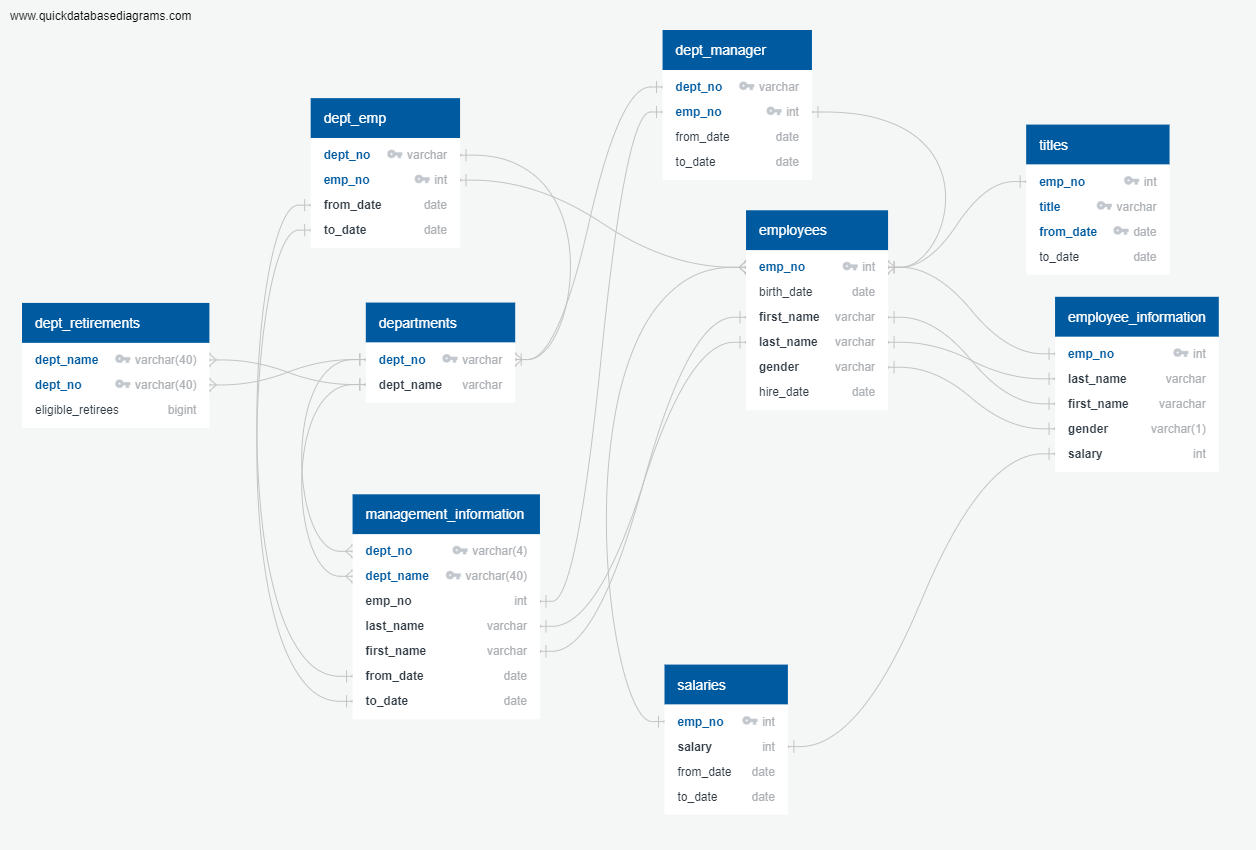 www.quickdatabasediagrams.com
dept_manager
dept_no varchar
emp_no int
from_date date
to_date date
dept_emp
dept_no varchar
emp_no int
from_date date
to_date date
titles
emp_no int
title varchar
from_date date
to_date date
employees
emp_no int
birth_date date
first_name varchar
last_name varchar
gender varchar
hire_date date
dept_retirements
dept_name varchar(40)
dept_no varchar(40)
eligible_retirees bigint
departments
dept_no varchar
dept_name varchar
employee_information
emp_no int
last_name varchar
first_name varachar
gender varchar(1)
salary int
management_information
dept_no varchar(4)
dept_name varchar(40)
emp_no int
last_name varchar
first_name varchar
from_date date
to_date date
salaries
emp_no int
salary int
from_date date
to_date date